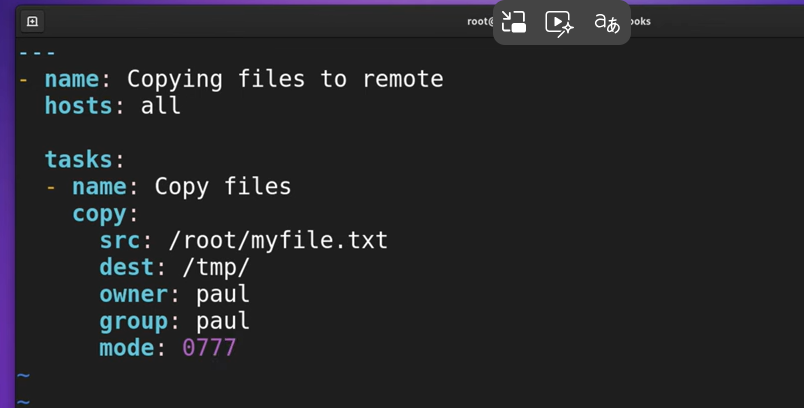 root@
ooks
---
- name: Copying files to remote
  hosts: all

  tasks:
  - name: Copy files
    copy:
      src: /root/myfile.txt
      dest: /tmp/
      owner: paul
      group: paul
      mode: 0777
~
~